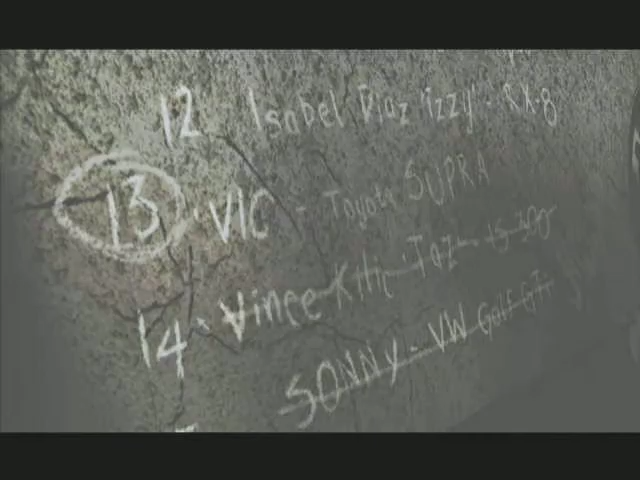 12 Isabel Diaz 'izzy' - RX-8
13 · VIC - Toyota SUPRA
14 · Vince Kilic Taz - IS 300
SONNY - VW Golf GTi